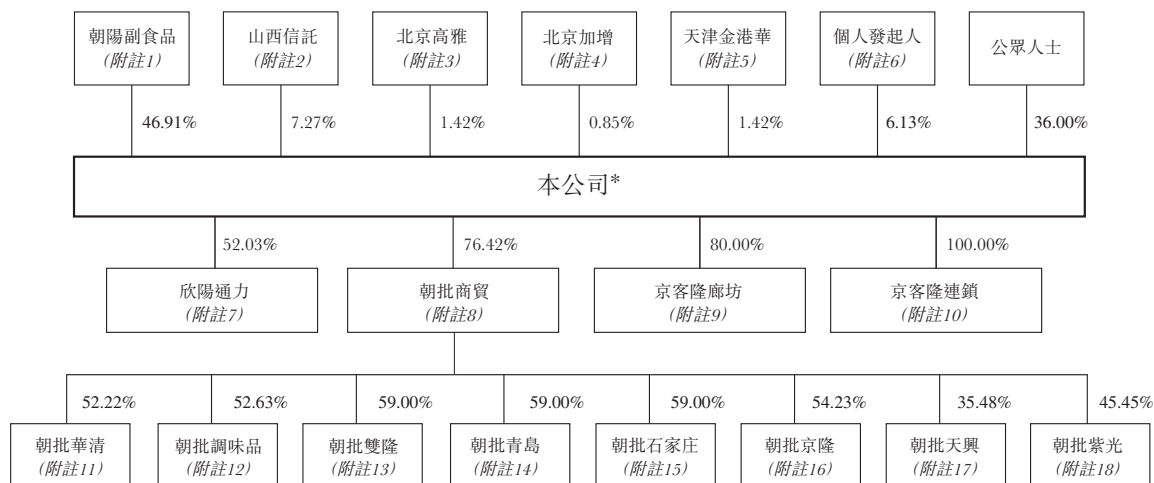 朝陽副食品
(附註1)
山西信託
(附註2)
北京高雅
(附註3)
北京加增
(附註4)
天津金港華
(附註5)
個人發起人
(附註6)
公眾人士
46.91%
7.27%
1.42%
0.85%
1.42%
6.13%
36.00%
本公司*
52.03%
76.42%
80.00%
100.00%
欣陽通力
(附註7)
朝批商貿
(附註8)
京客隆廊坊
(附註9)
京客隆連鎖
(附註10)
52.22%
52.63%
59.00%
59.00%
59.00%
54.23%
35.48%
45.45%
朝批華清
(附註11)
朝批調味品
(附註12)
朝批雙隆
(附註13)
朝批青島
(附註14)
朝批石家庄
(附註15)
朝批京隆
(附註16)
朝批天興
(附註17)
朝批紫光
(附註18)